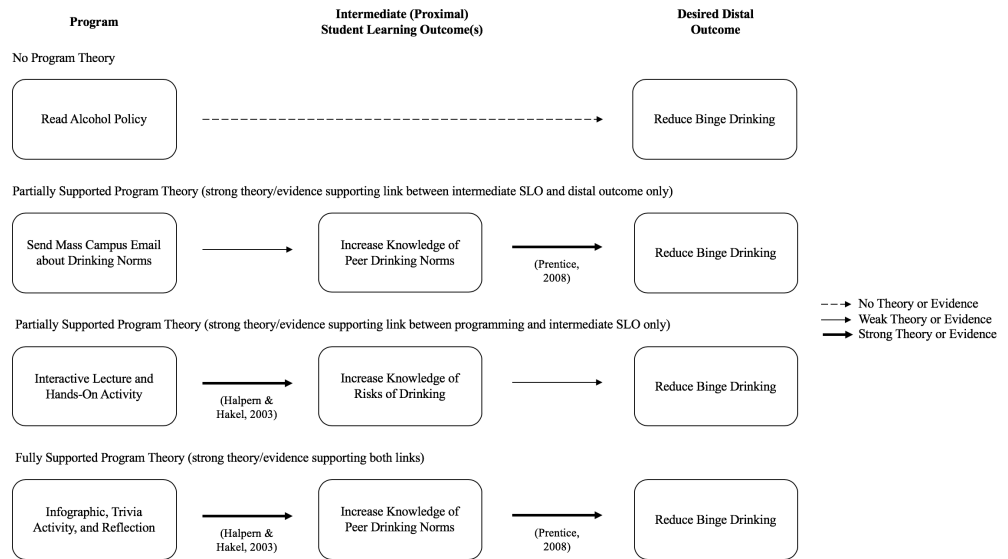 Program
Intermediate (Proximal)
Student Learning Outcome(s)
Desired Distal
Outcome
No Program Theory
Read Alcohol Policy
Reduce Binge Drinking
Partially Supported Program Theory (strong theory/evidence supporting link between intermediate SLO and distal outcome only)
Send Mass Campus Email
about Drinking Norms
Increase Knowledge of
Peer Drinking Norms
(Prentice,
2008)
Reduce Binge Drinking
No Theory or Evidence
Weak Theory or Evidence
Strong Theory or Evidence
Partially Supported Program Theory (strong theory/evidence supporting link between programming and intermediate SLO only)
Interactive Lecture and
Hands-On Activity
(Halpern &
Hakel, 2003)
Increase Knowledge of
Risks of Drinking
Reduce Binge Drinking
Fully Supported Program Theory (strong theory/evidence supporting both links)
Infographic, Trivia
Activity, and Reflection
(Halpern &
Hakel, 2003)
Increase Knowledge of
Peer Drinking Norms
(Prentice,
2008)
Reduce Binge Drinking